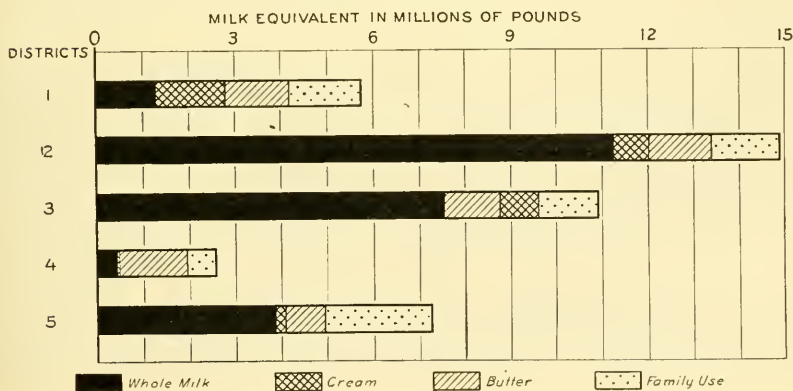 MILK EQUIVALENT IN MILLIONS OF POUNDS
0 3 6 9 12 15
DISTRICTS
1
2
3
4
5
Whole Milk Cream Butter Family Use